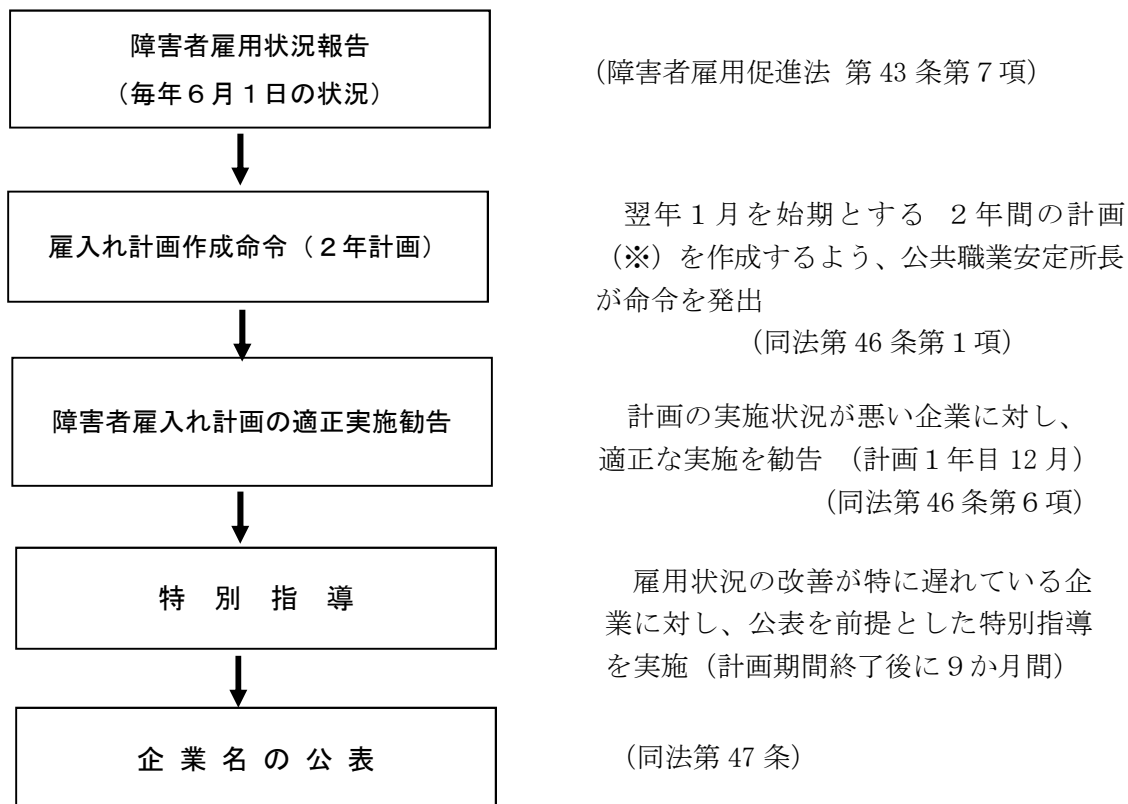 障害者雇用状況報告
（毎年６月１日の状況）
（障害者雇用促進法 第 43 条第７項）
雇入れ計画作成命令（２年計画）
翌年１月を始期とする ２年間の計画
（※）を作成するよう、公共職業安定所長
が命令を発出
（同法第 46 条第１項）
障害者雇入れ計画の適正実施勧告
計画の実施状況が悪い企業に対し、
適正な実施を勧告 （計画１年目 12 月）
（同法第 46 条第６項）
特 別 指 導
雇用状況の改善が特に遅れている企
業に対し、公表を前提とした特別指導
を実施（計画期間終了後に９か月間）
企 業 名 の 公 表
（同法第 47 条）